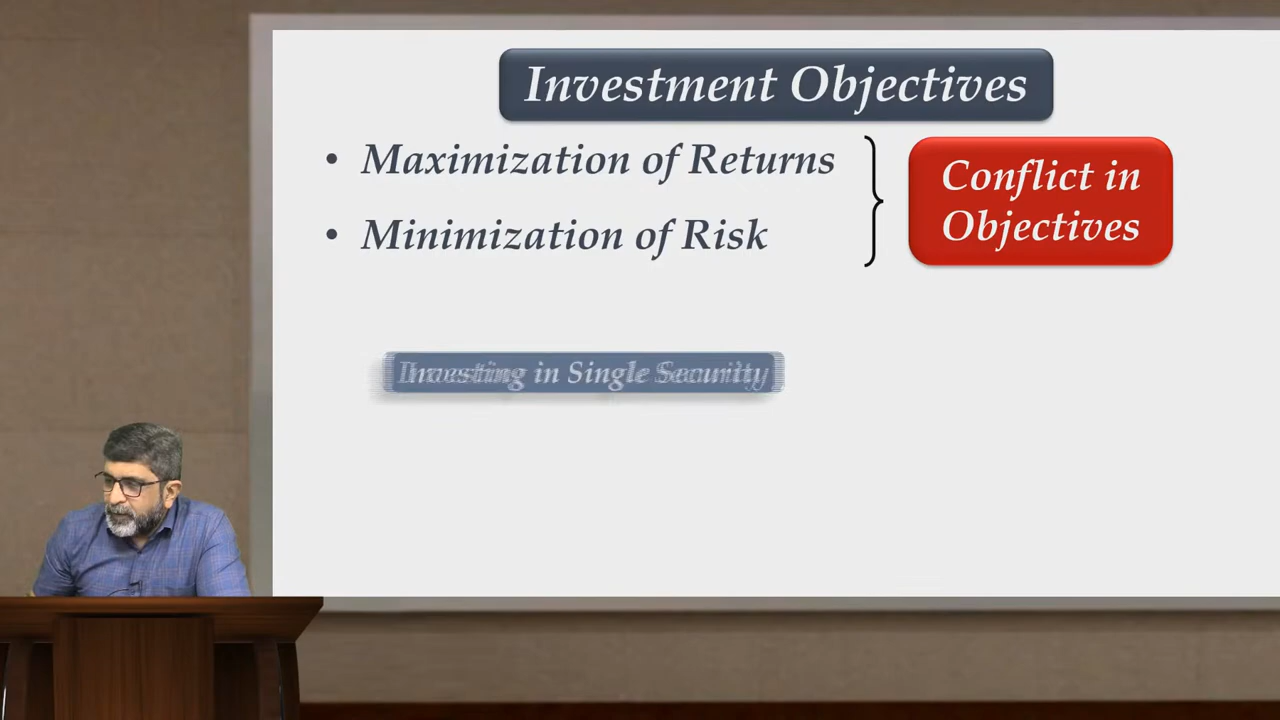 Investment Objectives
• Maximization of Returns
• Minimization of Risk
Conflict in
Objectives
Investing in Single Security